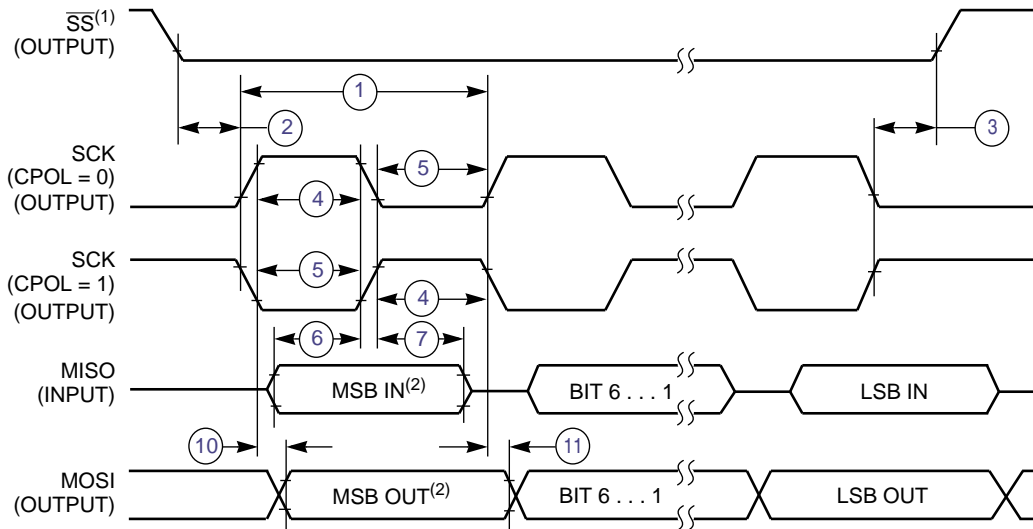 SS(1)
(OUTPUT)
1
2
3
SCK
(CPOL = 0)
(OUTPUT)
5
4
SCK
(CPOL = 1)
(OUTPUT)
5
4
6
7
MISO
(INPUT)
MSB IN(2)
BIT 6 . . . 1
LSB IN
10
11
MOSI
(OUTPUT)
MSB OUT(2)
BIT 6 . . . 1
LSB OUT